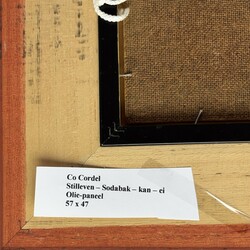 Co Cordel
Stilleven – Sodabak – kan – ei
Olie-paneel
57 x 47